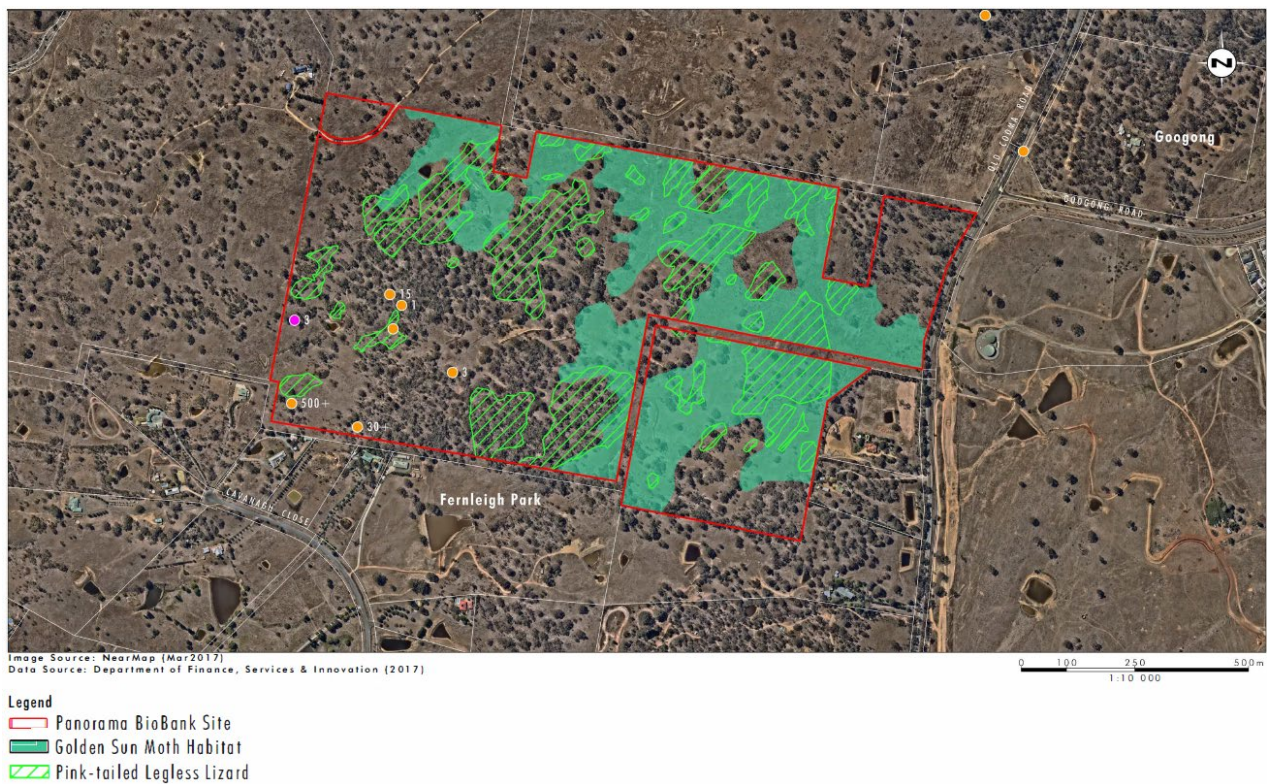 N
OLD COOMA ROAD
Googong
GOOGONG ROAD
15
1
3
3
500+
30+
Fernleigh Park
LAVANAGH CLOSE
Image Source: NearMap (Mar2017)
Data Source: Department of Finance, Services & Innovation (2017)
0 100 250 500m
1:10 000
Legend
Panorama BioBank Site
Golden Sun Moth Habitat
Pink-tailed Legless Lizard